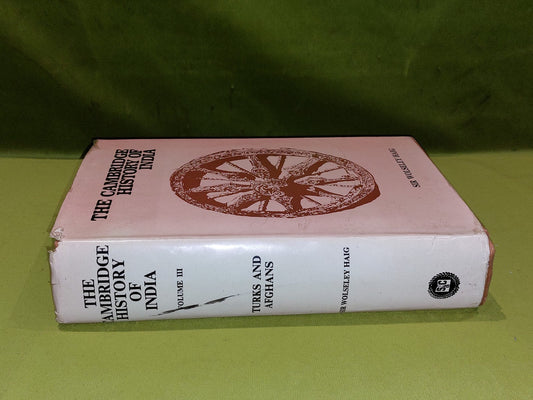 THE CAMBRIDGE
HISTORY OF
INDIA
SIR WOLSELEY HAIG
THE
CAMBRIDGE
HISTORY
OF
INDIA
VOLUME III
TURKS AND
AFGHANS
SIR WOLSELEY HAIG